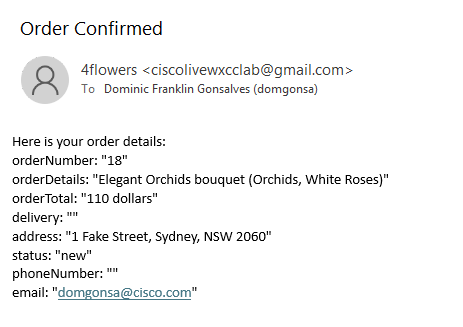 Order Confirmed
4flowers <ciscolivewxcclab@gmail.com>
To Dominic Franklin Gonsalves (domgonsa)
Here is your order details:
orderNumber: "18"
orderDetails: "Elegant Orchids bouquet (Orchids, White Roses)"
orderTotal: "110 dollars"
delivery: ""
address: "1 Fake Street, Sydney, NSW 2060"
status: "new"
phoneNumber: ""
email: "domgonsa@cisco.com"